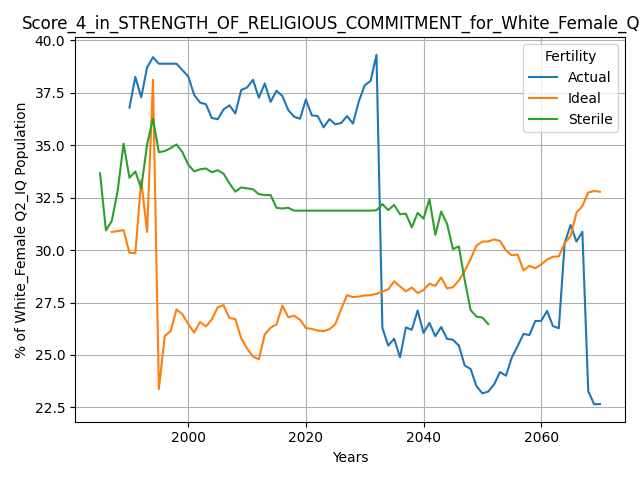 Score_4_in_STRENGTH_OF_RELIGIOUS_COMMITMENT_for_White_Female_Q
40.0
37.5
35.0
32.5
30.0
27.5
25.0
22.5
% of White_Female Q2_IQ Population
Fertility
Actual
Ideal
Sterile
2000
2020
2040
2060
Years